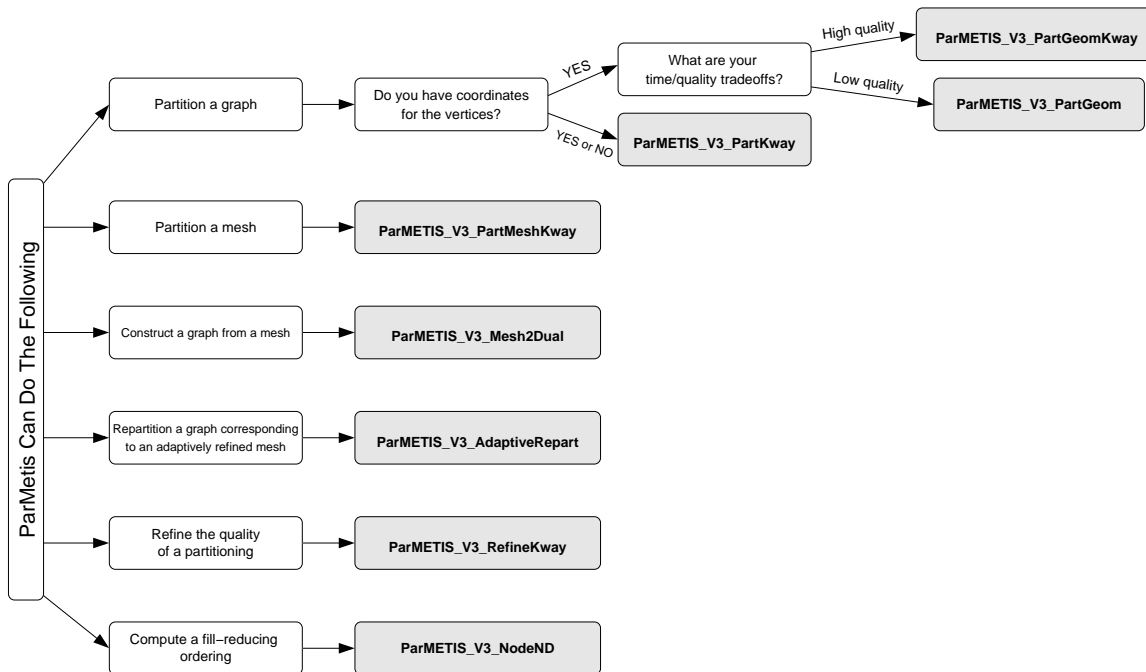 ParMetis Can Do The Following
Partition a graph
Do you have coordinates
for the vertices?
YES
What are your
time/quality tradeoffs?
High quality
ParMETIS_V3_PartGeomKway
Low quality
ParMETIS_V3_PartGeom
YES or NO
ParMETIS_V3_PartKway
Partition a mesh
ParMETIS_V3_PartMeshKway
Construct a graph from a mesh
ParMETIS_V3_Mesh2Dual
Repartition a graph corresponding
to an adaptively refined mesh
ParMETIS_V3_AdaptiveRepart
Refine the quality
of a partitioning
ParMETIS_V3_RefineKway
Compute a fill−reducing
ordering
ParMETIS_V3_NodeND